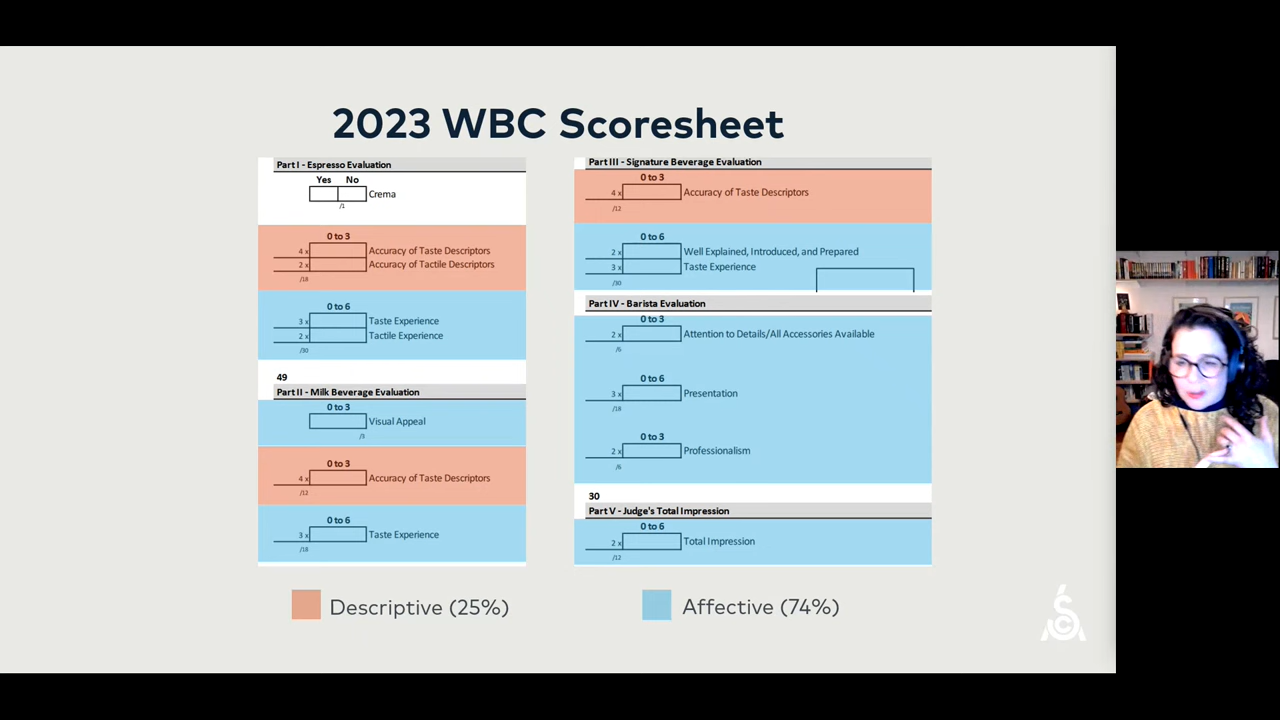 2023 WBC Scoresheet
Part I - Espresso Evaluation
Yes No
Crema
/1
0 to 3
4 x Accuracy of Taste Descriptors
2 x Accuracy of Tactile Descriptors
/18
0 to 6
3 x Taste Experience
2 x Tactile Experience
/30
49
Part II - Milk Beverage Evaluation
0 to 3
Visual Appeal
/3
0 to 3
4 x Accuracy of Taste Descriptors
/12
0 to 6
3 x Taste Experience
/18
Part III - Signature Beverage Evaluation
0 to 3
4 x Accuracy of Taste Descriptors
/12
0 to 6
2 x Well Explained, Introduced, and Prepared
3 x Taste Experience
/30
Part IV - Barista Evaluation
0 to 3
2 x Attention to Details/All Accessories Available
/6
0 to 6
3 x Presentation
/18
0 to 3
2 x Professionalism
/6
30
Part V - Judge's Total Impression
0 to 6
2 x Total Impression
/12
Descriptive (25%)
Affective (74%)
SCA